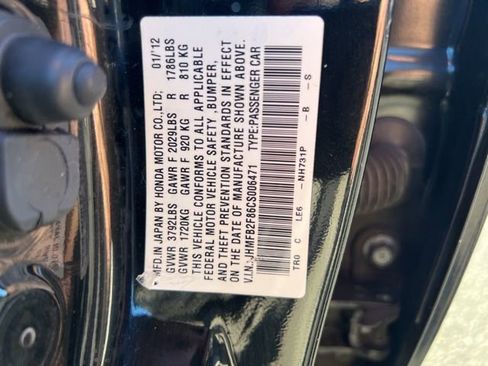 MFD.IN JAPAN BY HONDA MOTOR CO.,LTD: 01/12
GVWR 3792LBS GAWR F 2029LBS R 1786LBS
GVWR 1720KG GAWR F 920 KG R 810 KG
THIS VEHICLE CONFORMS TO ALL APPLICABLE
FEDERAL MOTOR VEHICLE SAFETY, BUMPER,
AND THEFT PREVENTION STANDARDS IN EFFECT
ON THE DATE OF MANUFACTURE SHOWN ABOVE.
V.I.N.: JHMFB2F86CS006471 TYPE:PASSENGER CAR
TR0 C LE6 -NH731P -B -S